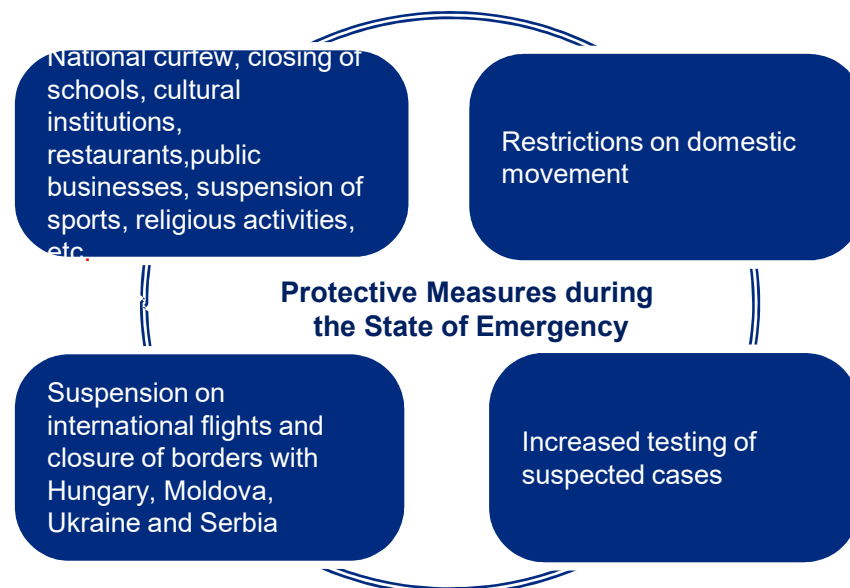 National curfew, closing of
schools, cultural
institutions,
restaurants,public
businesses, suspension of
sports, religious activities,
etc.
Restrictions on domestic
movement
Protective Measures during
the State of Emergency
Suspension on
international flights and
closure of borders with
Hungary, Moldova,
Ukraine and Serbia
Increased testing of
suspected cases